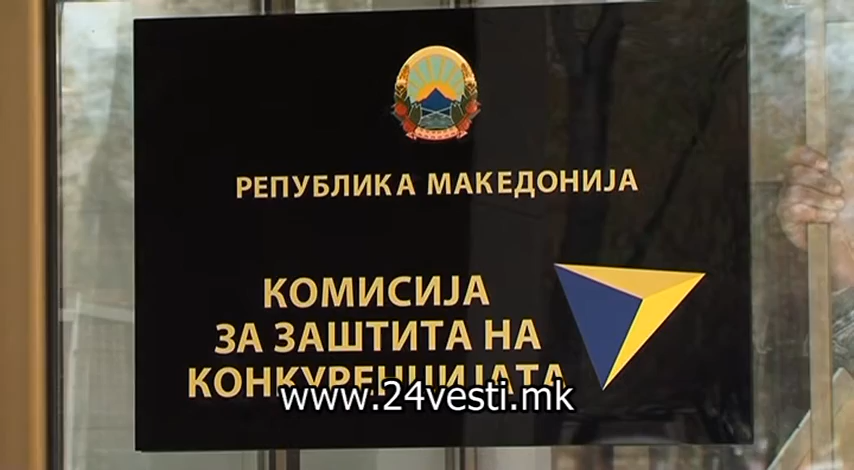 РЕПУБЛИКА МАКЕДОНИЈА
КОМИСИЈА
ЗА ЗАШТИТА НА
КОНКУРЕНЦИЈАТА
www.24vesti.mk